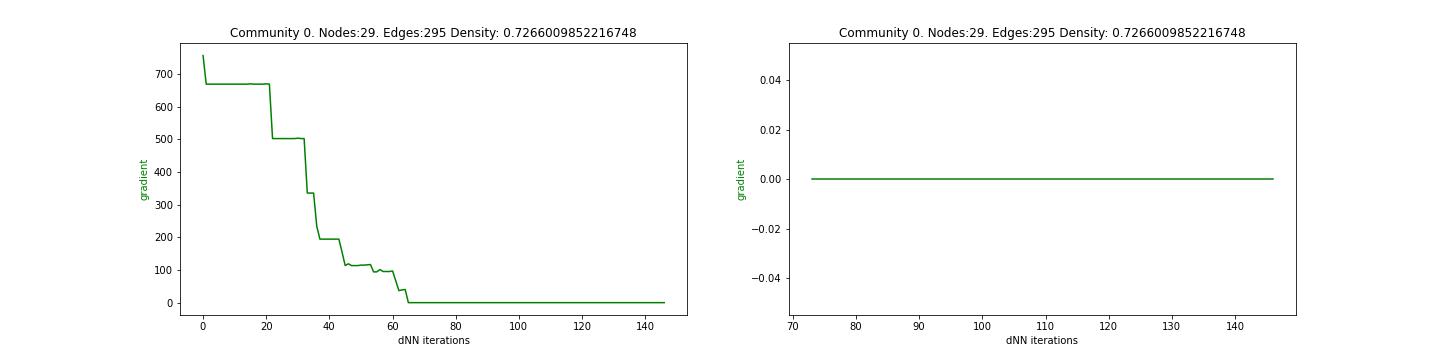 Community 0. Nodes:29. Edges:295 Density: 0.7266009852216748
700
600
500
400
300
200
100
0
gradient
0 20 40 60 80 100 120 140
dNN iterations
Community 0. Nodes:29. Edges:295 Density: 0.7266009852216748
0.04
0.02
0.00
−0.02
−0.04
gradient
70 80 90 100 110 120 130 140
dNN iterations